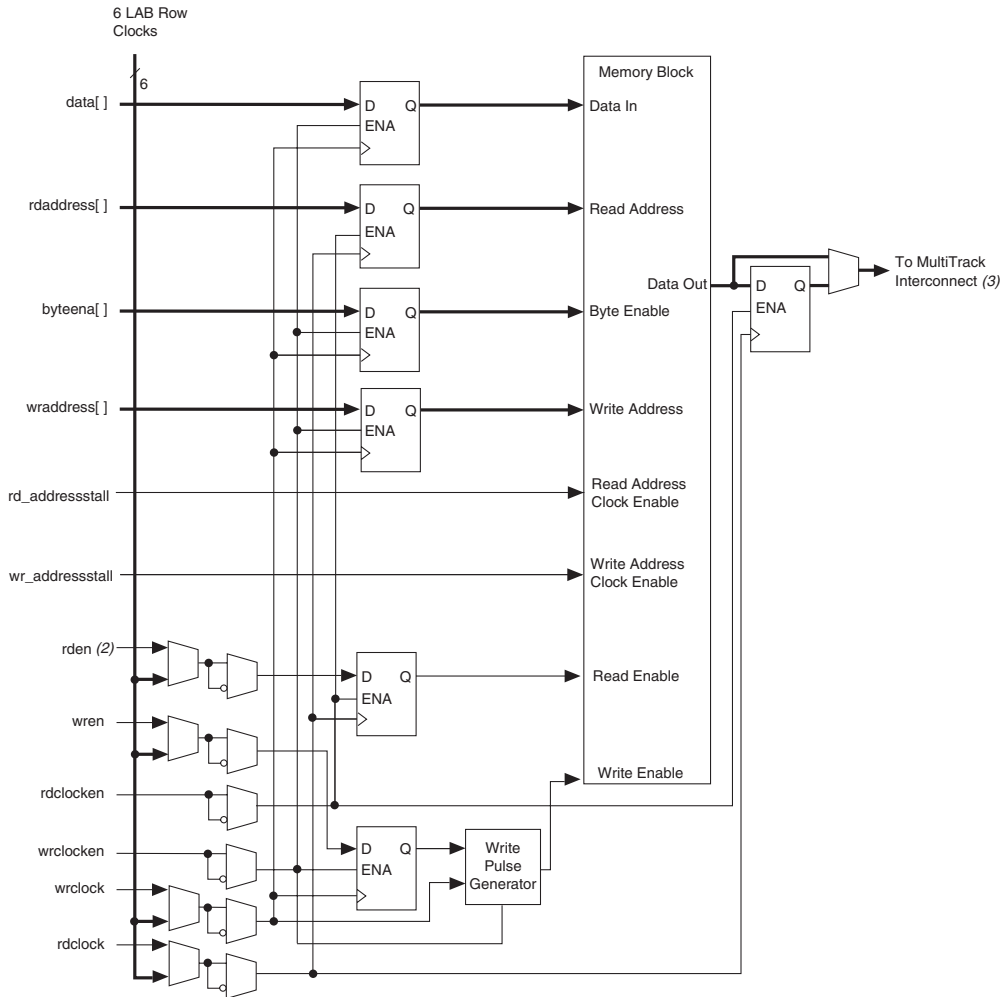 6 LAB Row
Clocks
6
data[ ]
D Q
ENA
Memory Block
Data In
rdaddress[ ]
D Q
ENA
Read Address
To MultiTrack
Interconnect (3)
Data Out
D Q
ENA
byteena[ ]
D Q
ENA
Byte Enable
wraddress[ ]
D Q
ENA
Write Address
rd_addressstall
Read Address
Clock Enable
wr_addressstall
Write Address
Clock Enable
rden (2)
D Q
ENA
Read Enable
wren
Write Enable
rdclocken
wrclocken
D Q
ENA
Write
Pulse
Generator
wrclock
rdclock